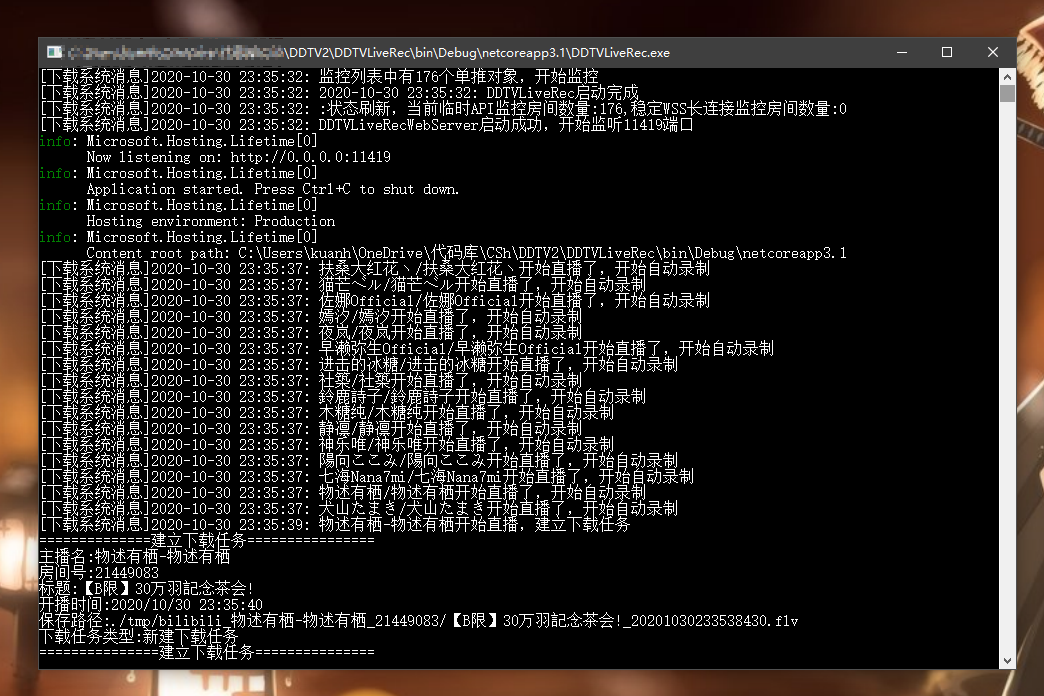 \DDTV2\DDTVLiveRec\bin\Debug\netcoreapp3.1\DDTVLiveRec.exe
[下载系统消息]2020-10-30 23:35:32: 监控列表中有176个单推对象，开始监控
[下载系统消息]2020-10-30 23:35:32: 2020-10-30 23:35:32: DDTVLiveRec启动完成
[下载系统消息]2020-10-30 23:35:32: :状态刷新，当前临时API监控房间数量:176,稳定WSS长连接监控房间数量:0
[下载系统消息]2020-10-30 23:35:32: DDTVLiveRecWebServer启动成功，开始监听11419端口
info: Microsoft.Hosting.Lifetime[0]
Now listening on: http://0.0.0.0:11419
info: Microsoft.Hosting.Lifetime[0]
Application started. Press Ctrl+C to shut down.
info: Microsoft.Hosting.Lifetime[0]
Hosting environment: Production
info: Microsoft.Hosting.Lifetime[0]
Content root path: C:\Users\kuanh\OneDrive\代码库\CSh\DDTV2\DDTVLiveRec\bin\Debug\netcoreapp3.1
[下载系统消息]2020-10-30 23:35:37: 扶桑大红花丶/扶桑大红花丶开始直播了，开始自动录制
[下载系统消息]2020-10-30 23:35:37: 猫芒ベル/猫芒ベル开始直播了，开始自动录制
[下载系统消息]2020-10-30 23:35:37: 佐娜Official/佐娜Official开始直播了，开始自动录制
[下载系统消息]2020-10-30 23:35:37: 嫣汐/嫣汐开始直播了，开始自动录制
[下载系统消息]2020-10-30 23:35:37: 夜岚/夜岚开始直播了，开始自动录制
[下载系统消息]2020-10-30 23:35:37: 早濑弥生Official/早濑弥生Official开始直播了，开始自动录制
[下载系统消息]2020-10-30 23:35:37: 进击的冰糖/进击的冰糖开始直播了，开始自动录制
[下载系统消息]2020-10-30 23:35:37: 社築/社築开始直播了，开始自动录制
[下载系统消息]2020-10-30 23:35:37: 鈴鹿詩子/鈴鹿詩子开始直播了，开始自动录制
[下载系统消息]2020-10-30 23:35:37: 木糖纯/木糖纯开始直播了，开始自动录制
[下载系统消息]2020-10-30 23:35:37: 静凛/静凛开始直播了，开始自动录制
[下载系统消息]2020-10-30 23:35:37: 神乐唯/神乐唯开始直播了，开始自动录制
[下载系统消息]2020-10-30 23:35:37: 陽向ここみ/陽向ここみ开始直播了，开始自动录制
[下载系统消息]2020-10-30 23:35:37: 七海Nana7mi/七海Nana7mi开始直播了，开始自动录制
[下载系统消息]2020-10-30 23:35:37: 物述有栖/物述有栖开始直播了，开始自动录制
[下载系统消息]2020-10-30 23:35:37: 犬山たまき/犬山たまき开始直播了，开始自动录制
[下载系统消息]2020-10-30 23:35:39: 物述有栖-物述有栖开始直播，建立下载任务
==============建立下载任务================
主播名:物述有栖-物述有栖
房间号:21449083
标题:【B限】30万羽記念茶会!
开播时间:2020/10/30 23:35:40
保存路径:./tmp/bilibili_物述有栖-物述有栖_21449083/【B限】30万羽記念茶会!_20201030233538430.flv
下载任务类型:新建下载任务
===============建立下载任务===============